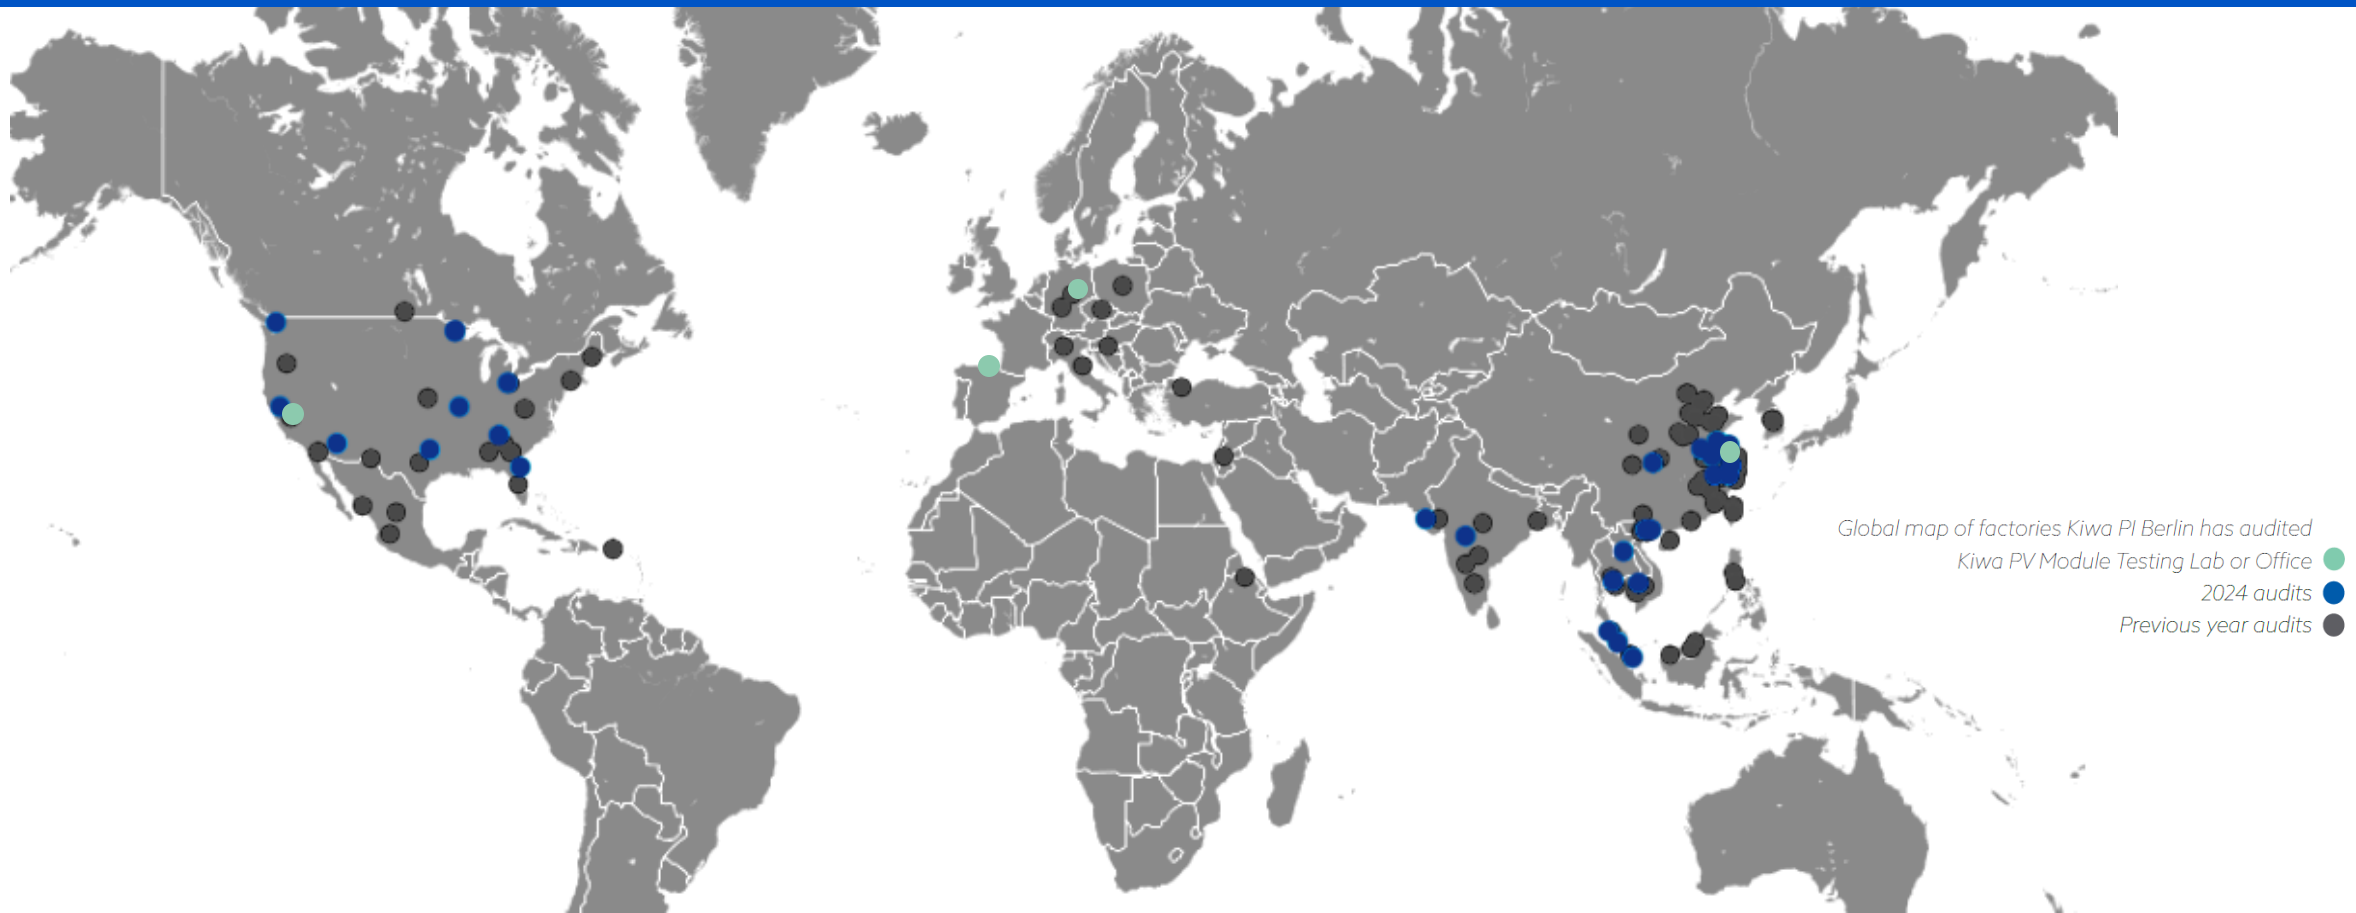 Global map of factories Kiwa PI Berlin has audited
Kiwa PV Module Testing Lab or Office
2024 audits
Previous year audits